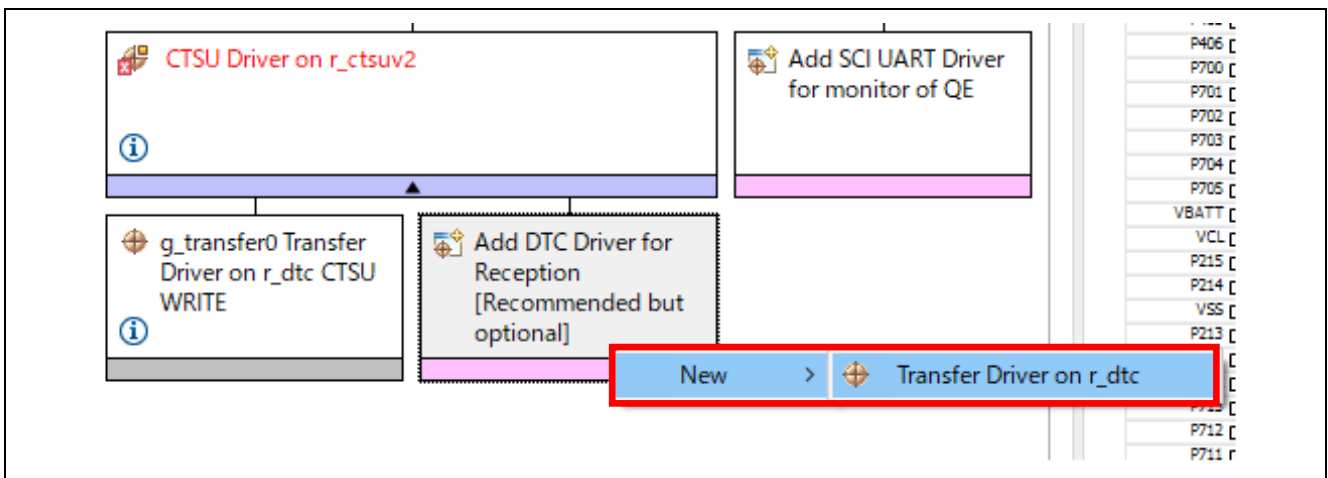 CTSU Driver on r_ctsuv2
Add SCI UART Driver
for monitor of QE
g_transfer0 Transfer
Driver on r_dtc CTSU
WRITE
Add DTC Driver for
Reception
[Recommended but
optional]
New >
Transfer Driver on r_dtc
P406
P700
P701
P702
P703
P704
P705
VBATT
VCL
P215
P214
VSS
P213
P712
P711